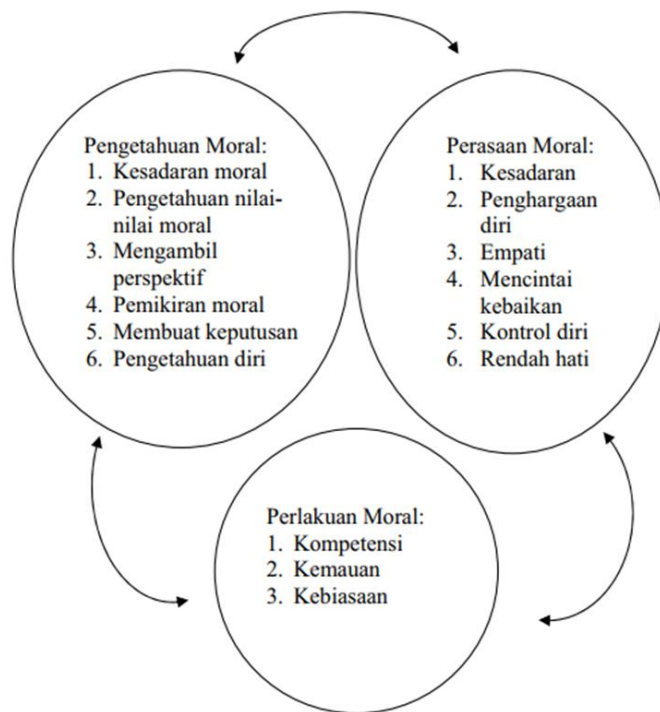 Pengetahuan Moral:
1. Kesadaran moral
2. Pengetahuan nilai-
nilai moral
3. Mengambil
perspektif
4. Pemikiran moral
5. Membuat keputusan
6. Pengetahuan diri
Perasaan Moral:
1. Kesadaran
2. Penghargaan
diri
3. Empati
4. Mencintai
kebaikan
5. Kontrol diri
6. Rendah hati
Perlakuan Moral:
1. Kompetensi
2. Kemauan
3. Kebiasaan